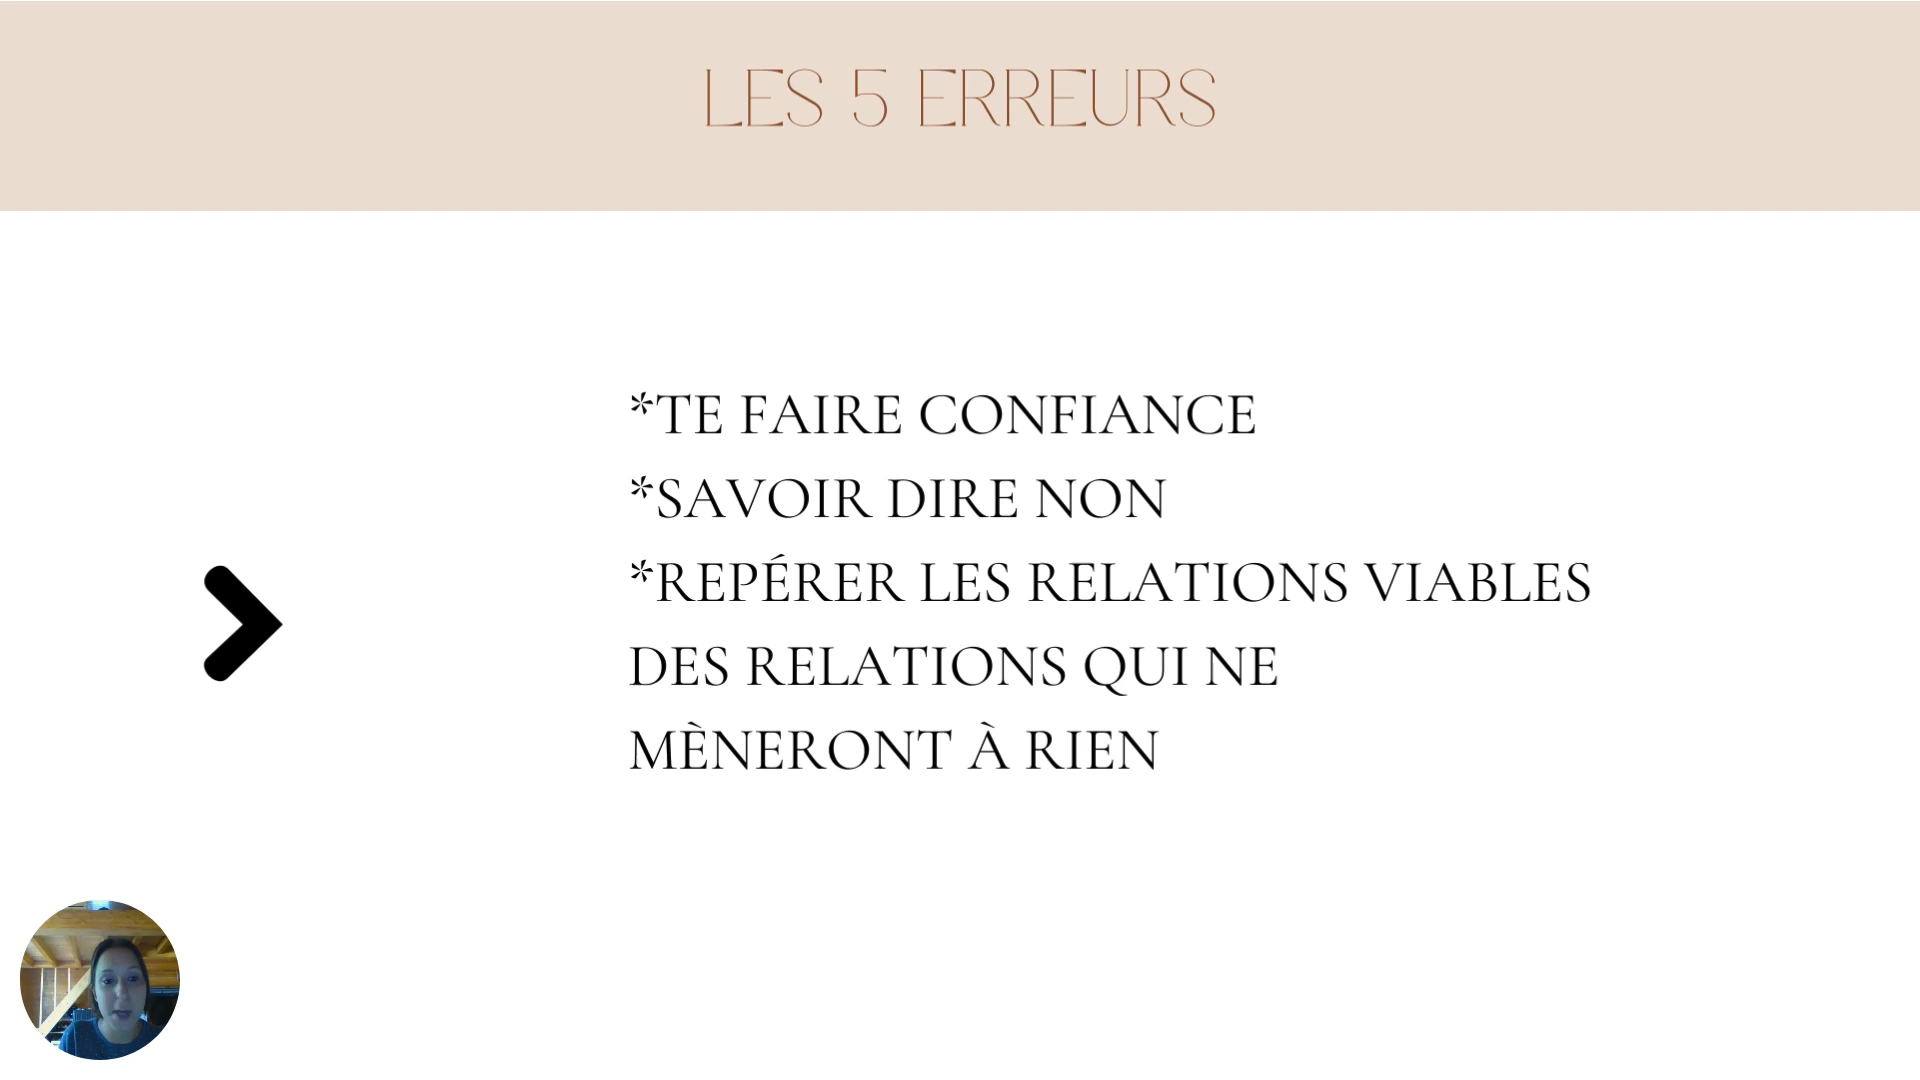 LES 5 ERREURS
*TE FAIRE CONFIANCE
*SAVOIR DIRE NON
*REPÉRER LES RELATIONS VIABLES
DES RELATIONS QUI NE
MÈNERONT À RIEN